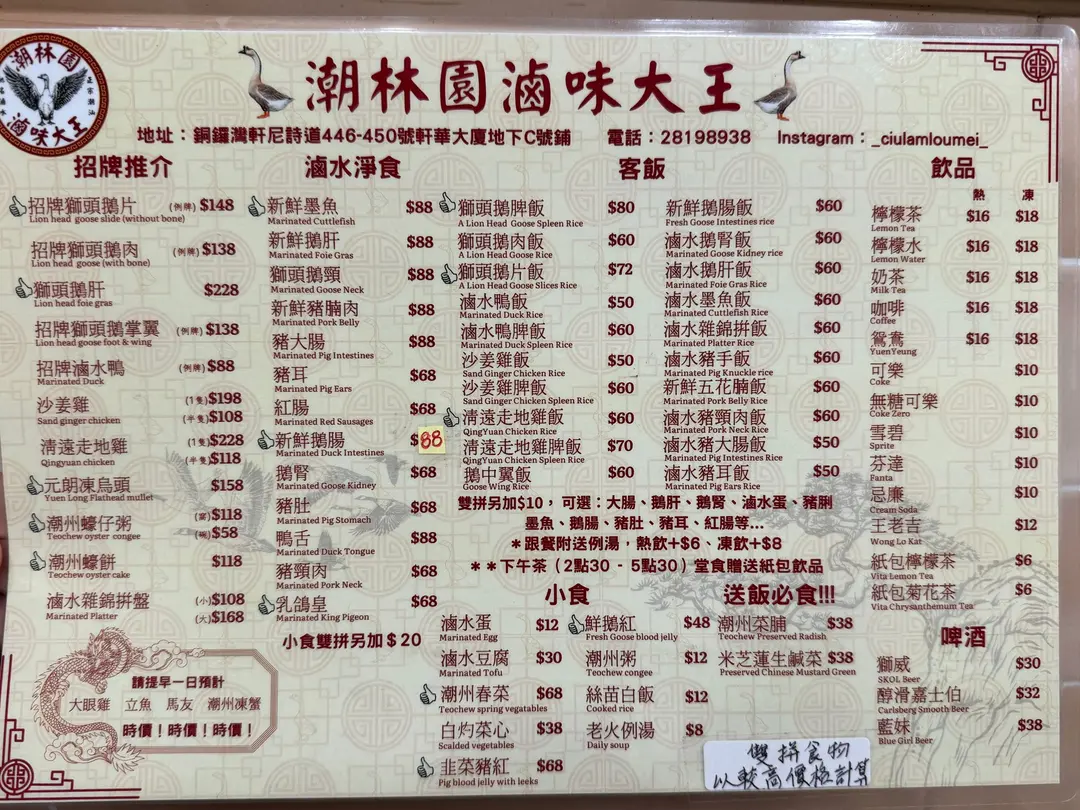 潮林園
正宗潮汕
滷味大王
潮林園滷味大王
地址：銅鑼灣軒尼詩道446-450號軒華大廈地下C號鋪 電話：28198938 Instagram：_ciulamloumei_
招牌推介
招牌獅頭鵝片 (例牌) $148
Lion head goose slide (without bone)
招牌獅頭鵝肉 (例牌) $138
Lion head goose (with bone)
獅頭鵝肝 $228
Lion head foie gras
招牌獅頭鵝掌翼 (例牌) $138
Lion head goose foot & wing
招牌滷水鴨 (例牌) $88
Marinated Duck
沙姜雞 (1隻) $198
Sand ginger chicken (半隻) $108
清遠走地雞 (1隻) $228
Qingyuan chicken (半隻) $118
元朗凍烏頭 $158
Yuen Long Flathead mullet
潮州蠔仔粥 (窩) $118
Teochew oyster congee (碗) $58
潮州蠔餅 $118
Teochew oyster cake
滷水雜錦拼盤 (小) $108
Marinated Platter (大) $168
請提早一日預訂
大眼雞 立魚 馬友 潮州凍蟹
時價！時價！時價！
滷水淨食
新鮮墨魚 $88
Marinated Cuttlefish
新鮮鵝肝 $88
Marinated Foie Gras
獅頭鵝頸 $88
Marinated Goose Neck
新鮮豬腩肉 $88
Marinated Pork Belly
豬大腸 $88
Marinated Pig Intestines
豬耳 $68
Marinated Pig Ears
紅腸 $68
Marinated Red Sausages
新鮮鵝腸 $88
Marinated Duck Intestines
鵝腎 $68
Marinated Goose Kidney
豬肚 $68
Marinated Pig Stomach
鴨舌 $88
Marinated Duck Tongue
豬頸肉 $68
Marinated Pork Neck
乳鴿皇 $68
Marinated King Pigeon
小食雙拼另加＄20
客飯
獅頭鵝脾飯 $80
A Lion Head Goose Spleen Rice
獅頭鵝肉飯 $60
A Lion Head Goose Rice
獅頭鵝片飯 $72
A Lion Head Goose Slices Rice
滷水鴨飯 $50
Marinated Duck Rice
滷水鴨脾飯 $60
Marinated Duck Spleen Rice
沙姜雞飯 $50
Sand Ginger Chicken Rice
沙姜雞脾飯 $60
Sand Ginger Chicken Spleen Rice
清遠走地雞飯 $60
QingYuan Chicken Rice
清遠走地雞脾飯 $70
QingYuan Chicken Spleen Rice
鵝中翼飯 $60
Goose Wing Rice
新鮮鵝腸飯 $60
Fresh Goose Intestines rice
滷水鵝腎飯 $60
Marinated Goose Kidney rice
滷水鵝肝飯 $60
Marinated Foie Gras Rice
滷水墨魚飯 $60
Marinated Cuttlefish Rice
滷水雜錦拼飯 $60
Marinated Platter Rice
滷水豬手飯 $60
Marinated Pig Knuckle rice
新鮮五花腩飯 $60
Marinated Pork Belly Rice
滷水豬頸肉飯 $60
Marinated Pork Neck Rice
滷水豬大腸飯 $50
Marinated Pig Intestines Rice
滷水豬耳飯 $50
Marinated Pig Ears Rice
雙拼另加$10，可選：大腸、鵝肝、鵝腎、滷水蛋、豬脷
墨魚、鵝腸、豬肚、豬耳、紅腸等...
＊跟餐附送例湯，熱飲+$6、凍飲+$8
＊＊下午茶（2點30 - 5點30）堂食贈送紙包飲品
小食
滷水蛋 $12
Marinated Egg
滷水豆腐 $30
Marinated Tofu
潮州春菜 $68
Teochew spring vegetables
白灼菜心 $38
Scalded vegetables
韭菜豬紅 $68
Pig blood jelly with leeks
鮮鵝紅 $48
Fresh Goose blood jelly
潮州粥 $12
Teochew congee
絲苗白飯 $12
Cooked rice
老火例湯 $8
Daily soup
送飯必食!!!
潮州菜脯 $38
Teochew Preserved Radish
米芝蓮生鹹菜 $38
Preserved Chinese Mustard Green
雙拼食物
以較高價格計算
飲品
熱 凍
檸檬茶 $16 $18
Lemon Tea
檸檬水 $16 $18
Lemon Water
奶茶 $16 $18
Milk Tea
咖啡 $16 $18
Coffee
鴛鴦 $16 $18
YuenYeung
可樂 $10
Coke
無糖可樂 $10
Coke Zero
雪碧 $10
Sprite
芬達 $10
Fanta
忌廉 $10
Cream Soda
王老吉 $12
Wong Lo Kat
紙包檸檬茶 $6
Vita Lemon Tea
紙包菊花茶 $6
Vita Chrysanthemum Tea
啤酒
獅威 $30
SKOL Beer
醇滑嘉士伯 $32
Carlsberg Smooth Beer
藍妹 $38
Blue Girl Beer